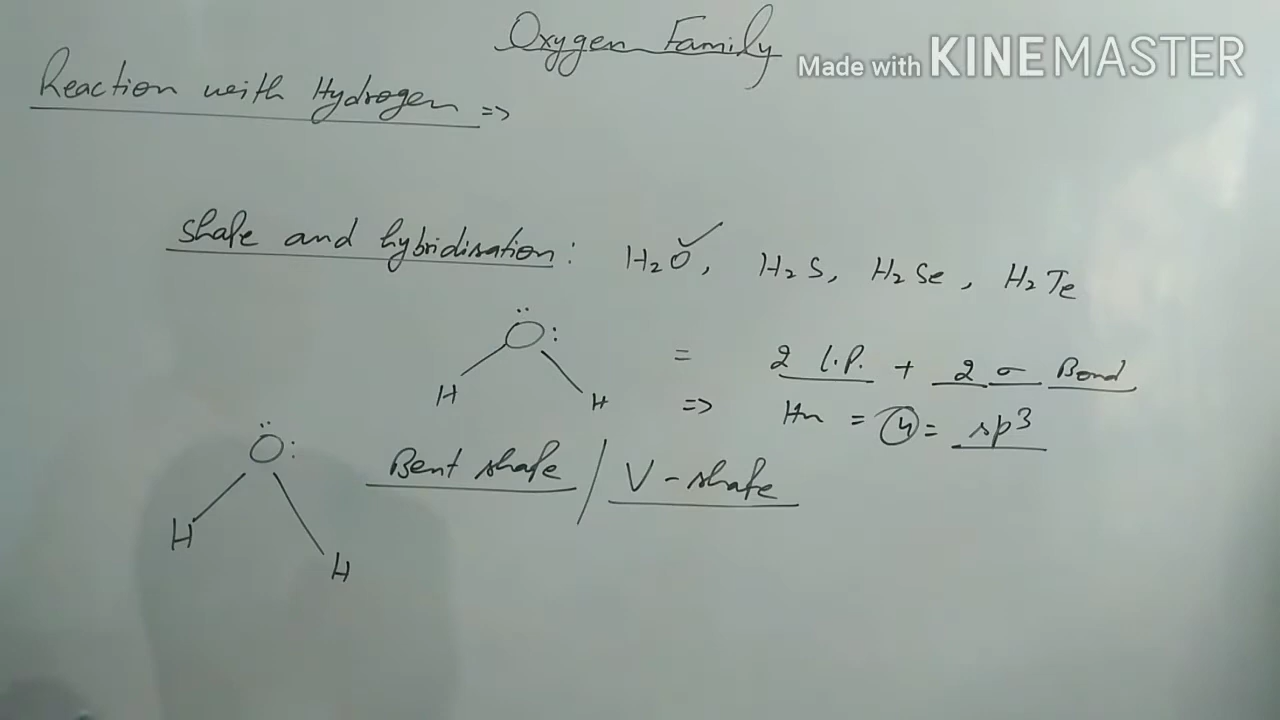 Oxygen Family
Made with KINEMASTER
Reaction with Hydrogen =>
Shape and hybridisation : H₂O ✓, H₂S, H₂Se, H₂Te
Ö:
H H
= 2 l.P. + 2 σ Bond
=> Hn = 4 = sp³
Ö:
H H
Bent shape / V-shape